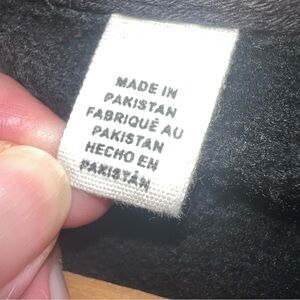 MADE IN
PAKISTAN
FABRIQUÉ AU
PAKISTAN
HECHO EN
PAKISTÁN